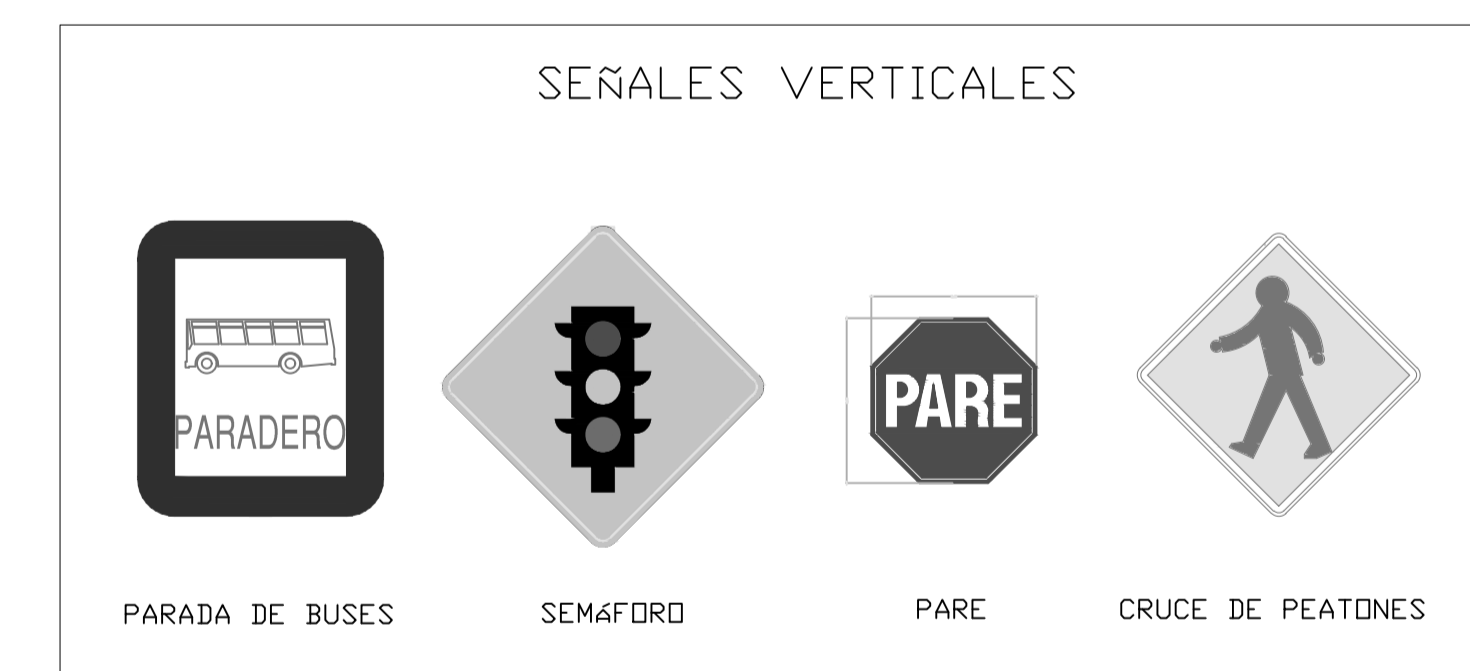 SEÑALES VERTICALES
PARADERO
PARE
PARADA DE BUSES
SEMáFORO
PARE
CRUCE DE PEATONES